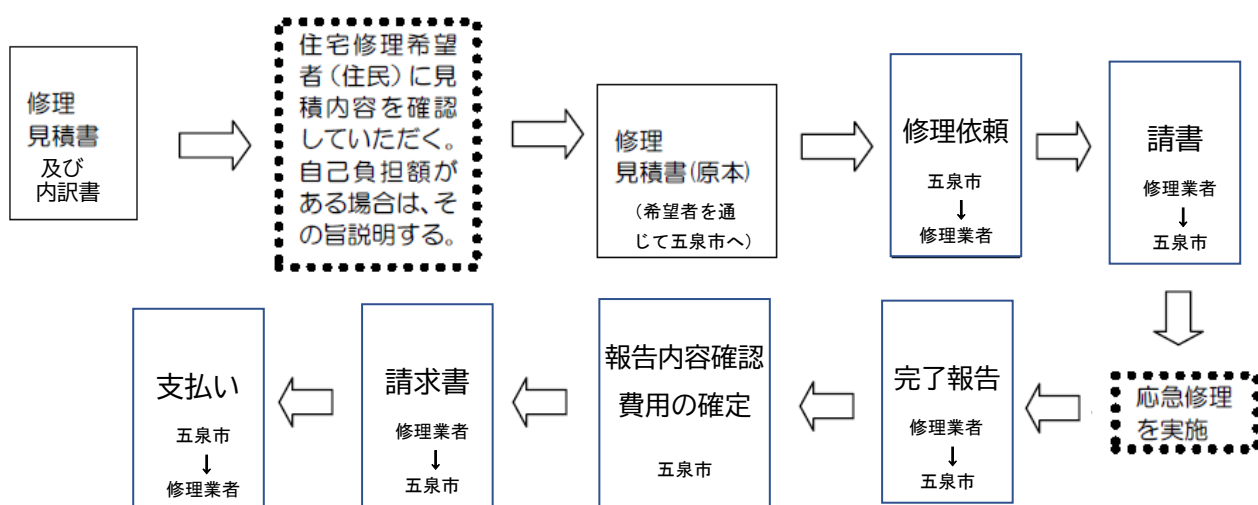 修理
見積書
及び
内訳書
住宅修理希望
者(住民)に見
積内容を確認
していただく。
自己負担額が
ある場合は、そ
の旨説明する。
修理
見積書(原本)
(希望者を通
じて五泉市へ)
修理依頼
五泉市
↓
修理業者
請書
修理業者
↓
五泉市
応急修理
を実施
完了報告
修理業者
↓
五泉市
報告内容確認
費用の確定
五泉市
請求書
修理業者
↓
五泉市
支払い
五泉市
↓
修理業者